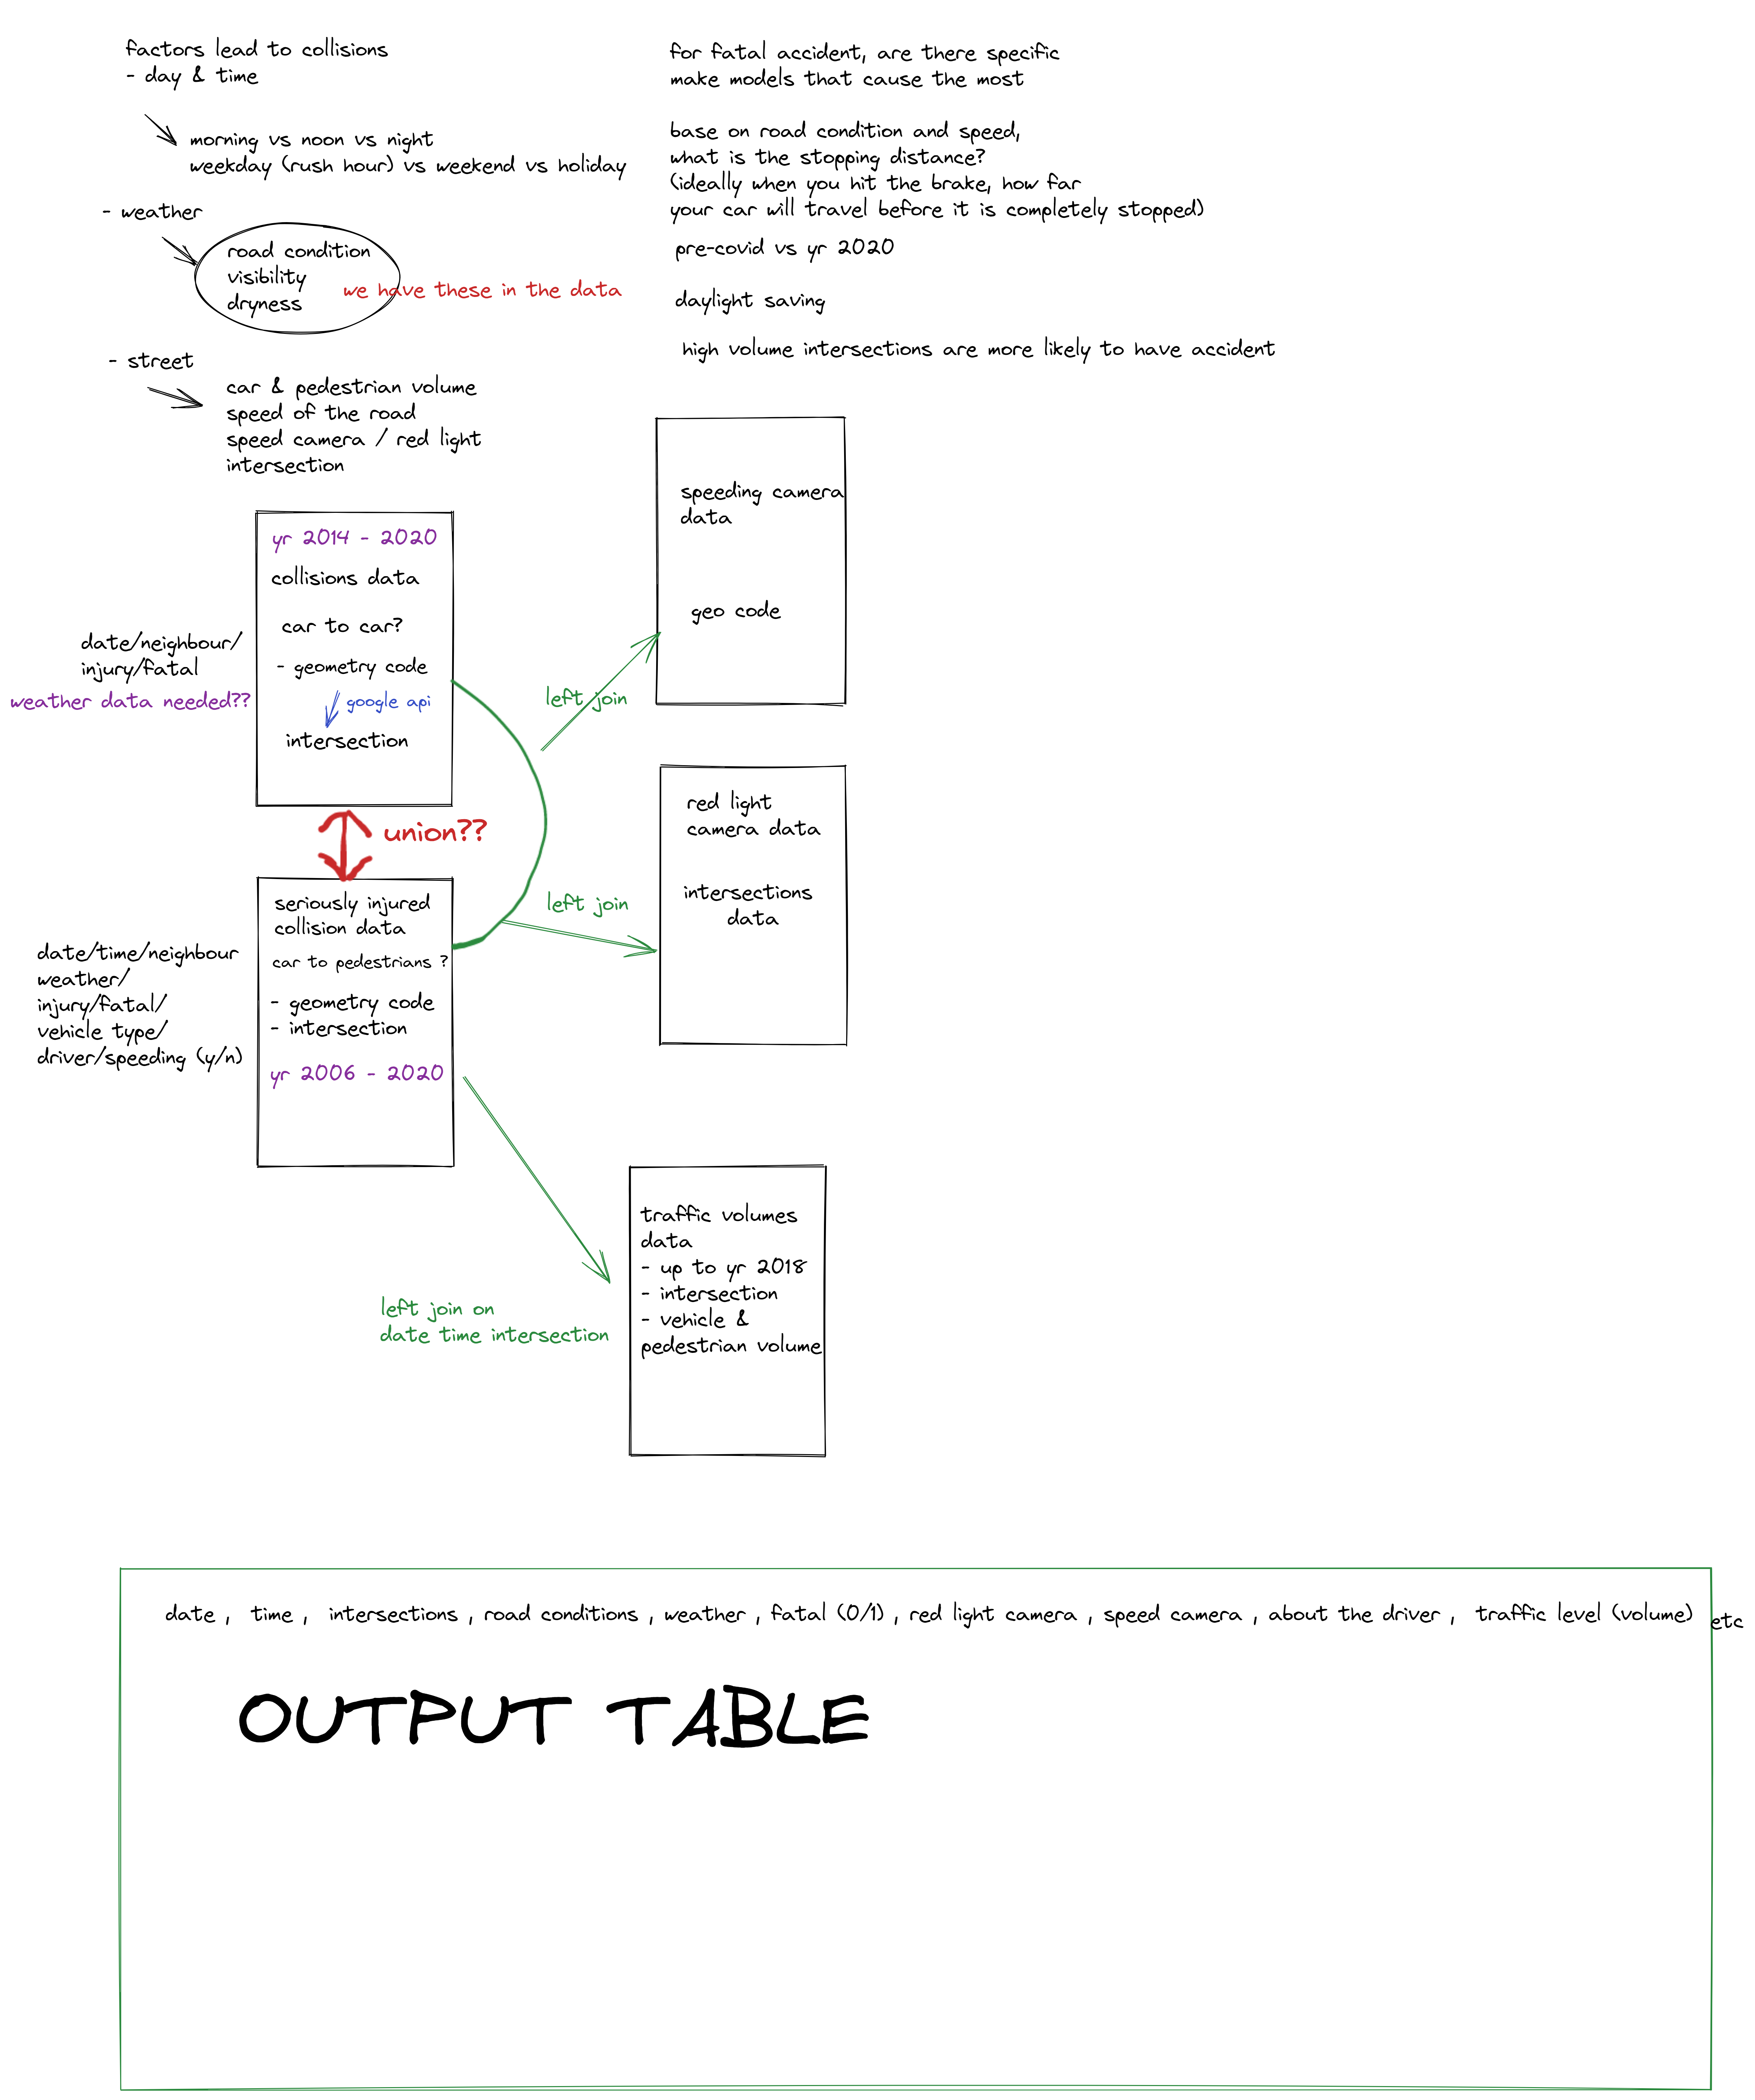 factors lead to collisions
- day & time
morning vs noon vs night
weekday (rush hour) vs weekend vs holiday
- weather
road condition
visibility
dryness
we have these in the data
- street
car & pedestrian volume
speed of the road
speed camera / red light
intersection
for fatal accident, are there specific
make models that cause the most
base on road condition and speed,
what is the stopping distance?
(ideally when you hit the brake, how far
your car will travel before it is completely stopped)
pre-covid vs yr 2020
daylight saving
high volume intersections are more likely to have accident
yr 2014 - 2020
collisions data
car to car?
- geometry code
google api
intersection
date/neighbour/
injury/fatal
weather data needed??
union??
seriously injured
collision data
car to pedestrians ?
- geometry code
- intersection
yr 2006 - 2020
date/time/neighbour
weather/
injury/fatal/
vehicle type/
driver/speeding (y/n)
left join
speeding camera
data
geo code
left join
red light
camera data
intersections
data
left join on
date time intersection
traffic volumes
data
- up to yr 2018
- intersection
- vehicle &
pedestrian volume
date , time , intersections , road conditions , weather , fatal (0/1) , red light camera , speed camera , about the driver , traffic level (volume) etc
OUTPUT TABLE